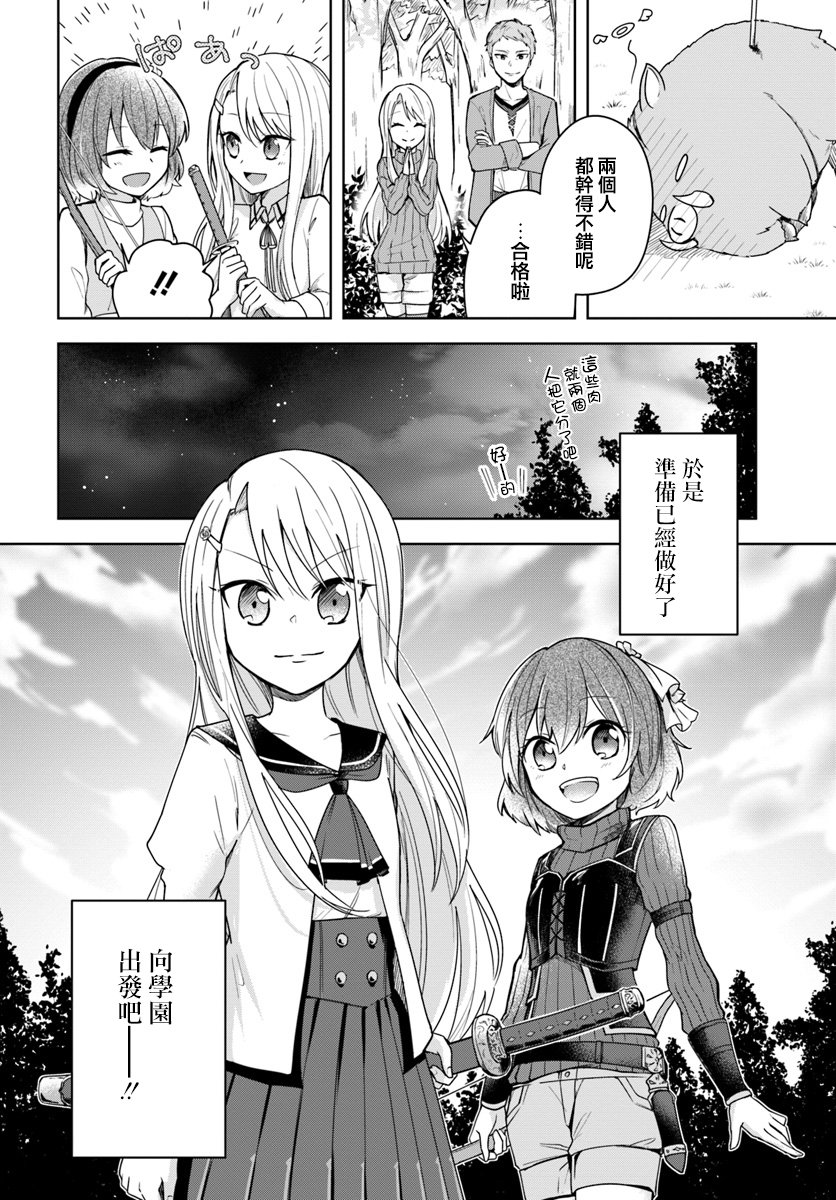 兩個人
都幹得不錯呢
…合格啦
ぱあっ
!!
這些肉
就兩個
人把它分了吧
好ー的
於是
準備已經做好了
向學園
出發吧──!!